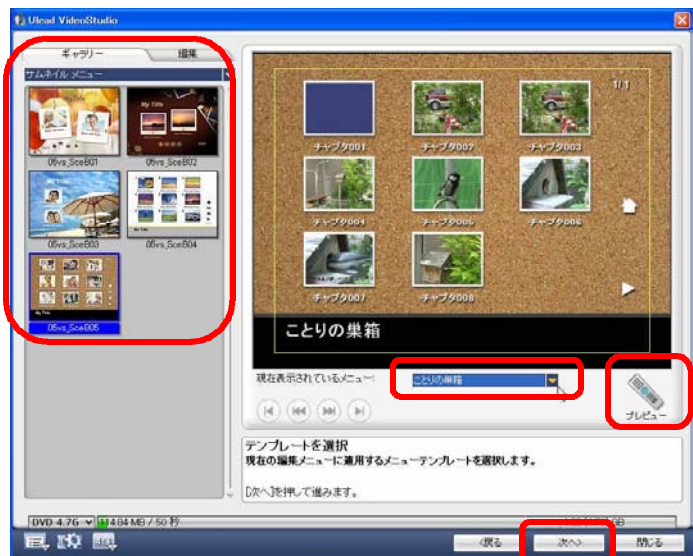 Ulead VideoStudio
ギャラリー
編集
サムネイル メニュー
My Title
05vs_SceB01
05vs_SceB02
05vs_SceB03
05vs_SceB04
05vs_SceB05
1/1
チャプタ001
チャプタ002
チャプタ003
チャプタ004
チャプタ005
チャプタ006
チャプタ007
チャプタ008
ことりの巣箱
現在表示されているメニュー:
ことりの巣箱
プレビュー
テンプレートを選択
現在の編集メニューに適用するメニューテンプレートを選択します。
[次へ]を押して進みます。
DVD 4.7G
114.84 MB / 50 秒
<戻る
次へ>
閉じる